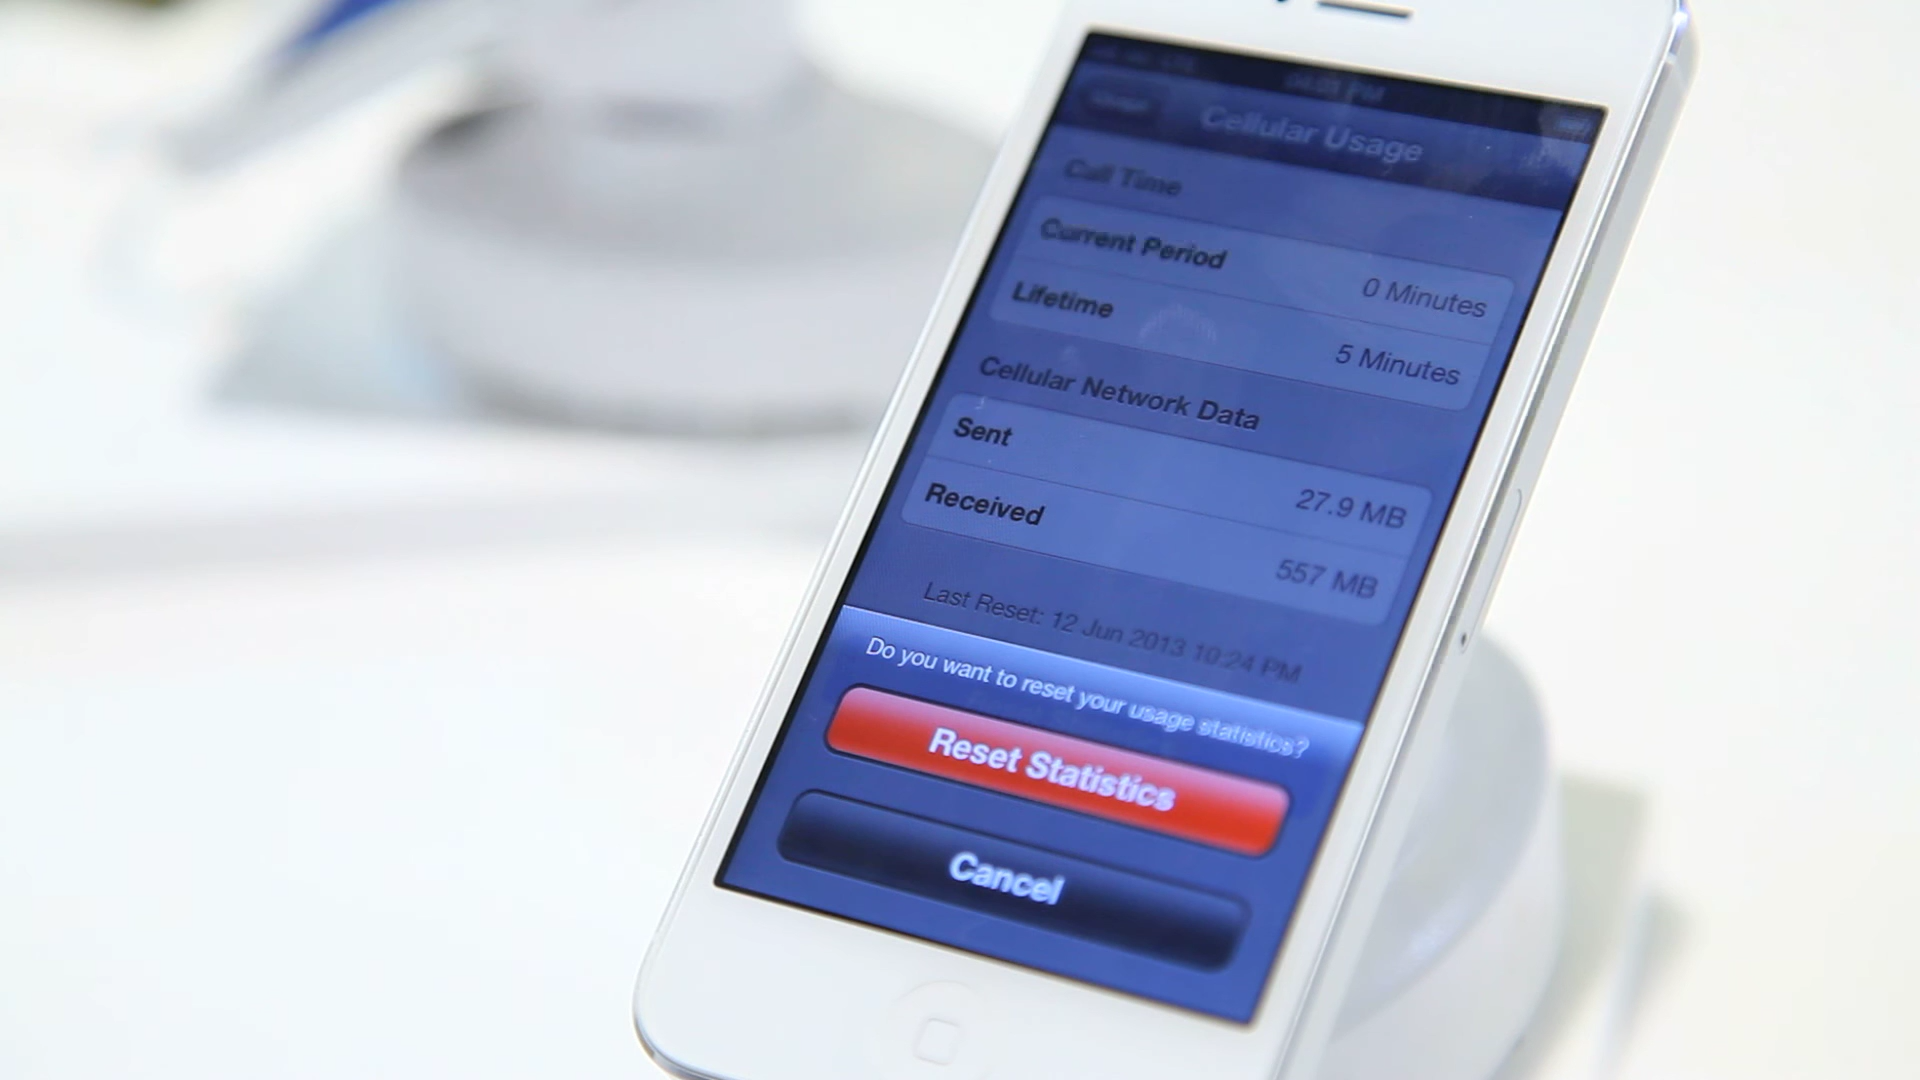 Cellular Usage
Call Time
Current Period 0 Minutes
Lifetime 5 Minutes
Cellular Network Data
Sent 27.9 MB
Received 557 MB
Last Reset: 12 Jun 2013 10:24 PM
Do you want to reset your usage statistics?
Reset Statistics
Cancel